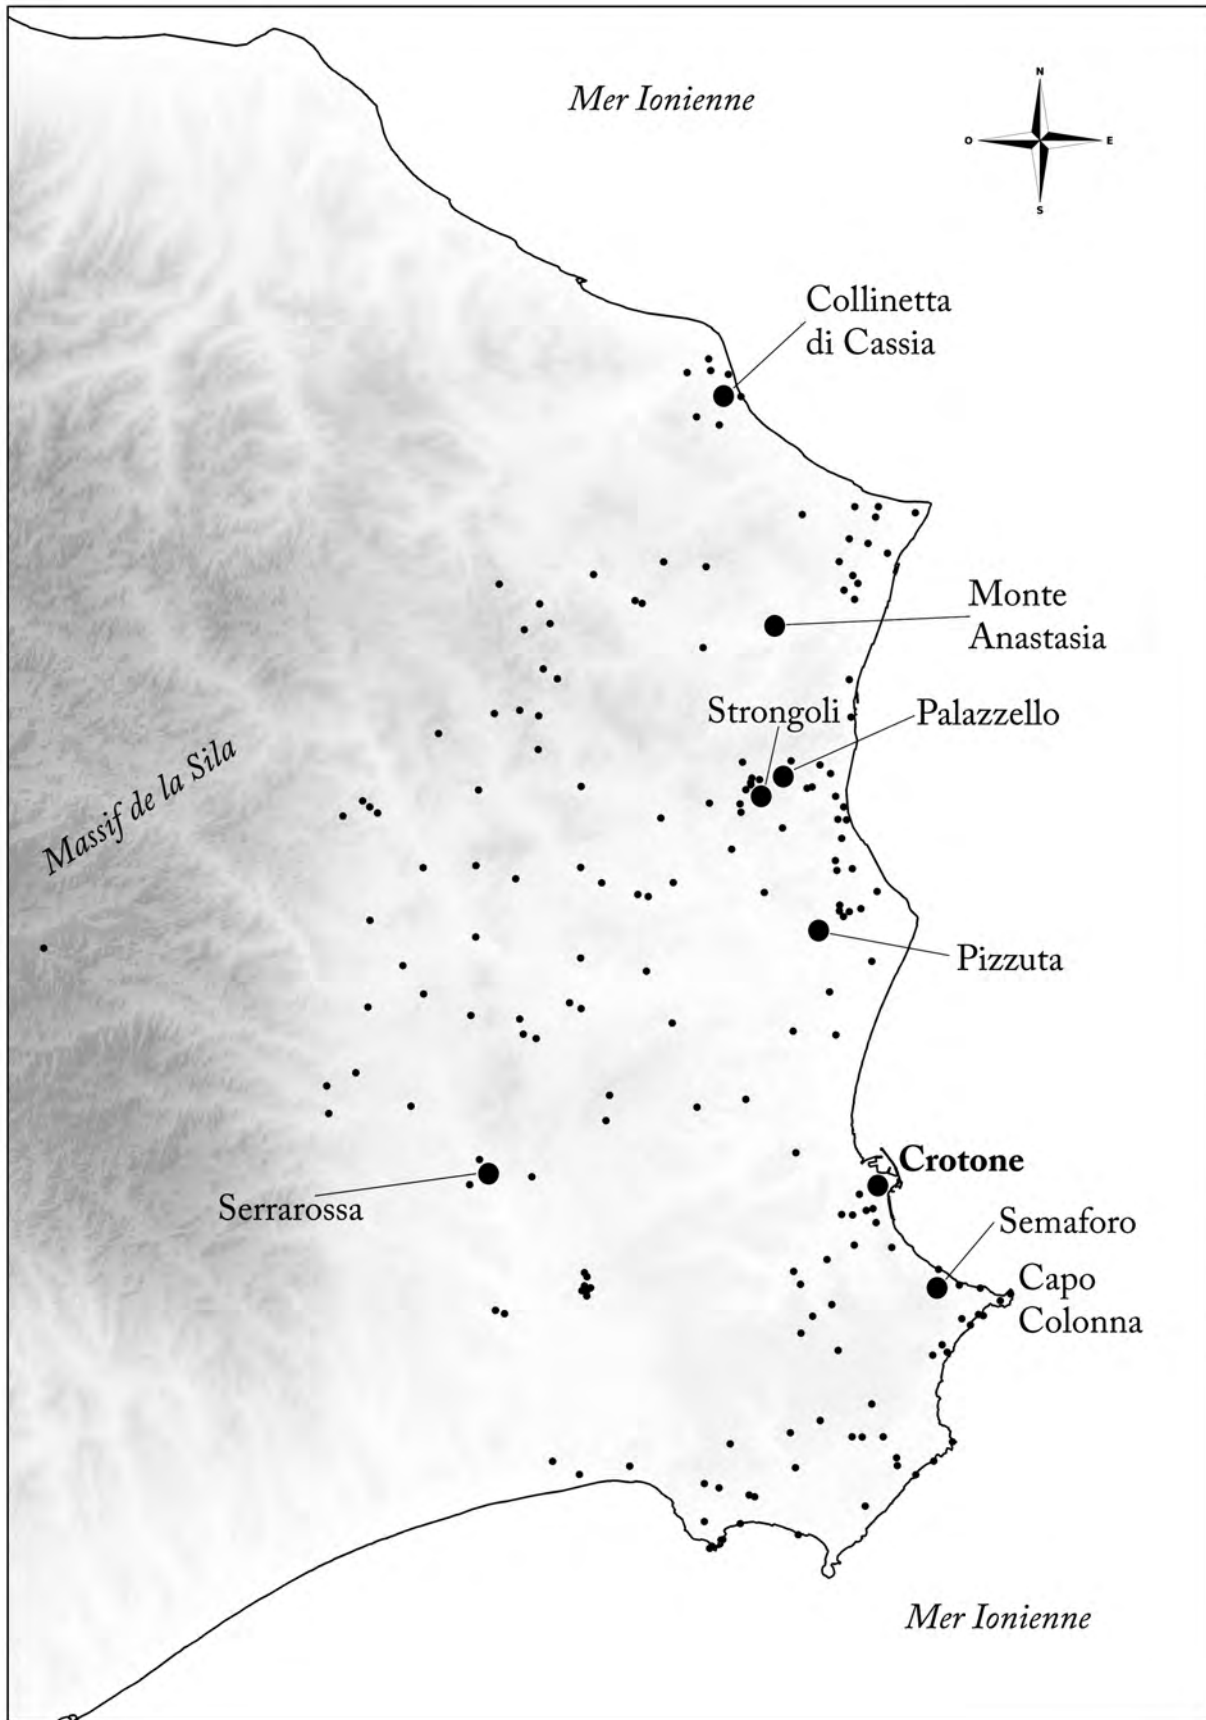 Mer Ionienne
N
O
E
S
Collinetta
di Cassia
Monte
Anastasia
Strongoli
Palazzello
Massif de la Sila
Pizzuta
Crotone
Serrarossa
Semaforo
Capo
Colonna
Mer Ionienne